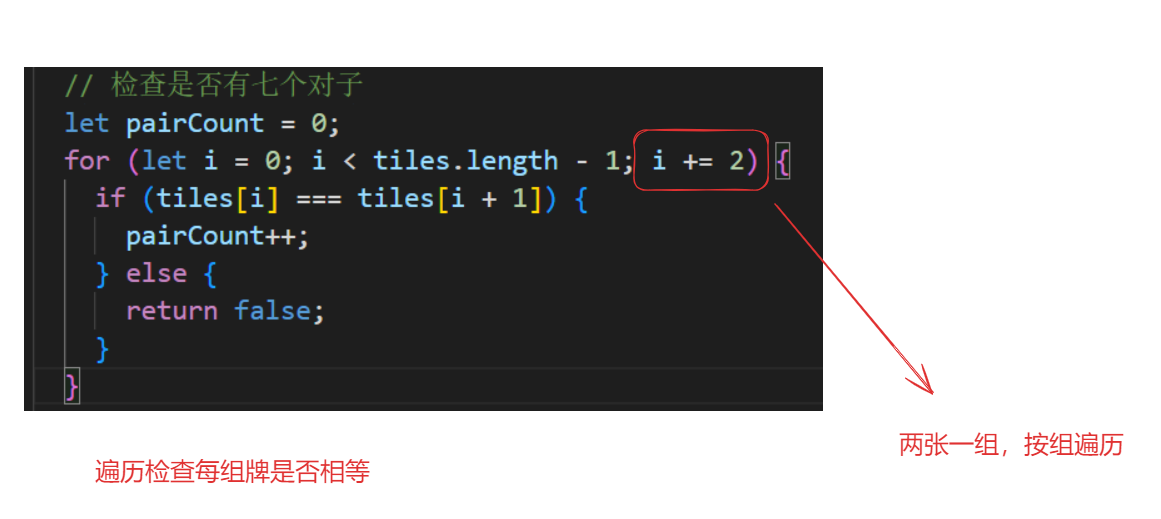 // 检查是否有七个对子
let pairCount = 0;
for (let i = 0; i < tiles.length - 1; i += 2) {
if (tiles[i] === tiles[i + 1]) {
pairCount++;
} else {
return false;
}
}
两张一组，按组遍历
遍历检查每组牌是否相等